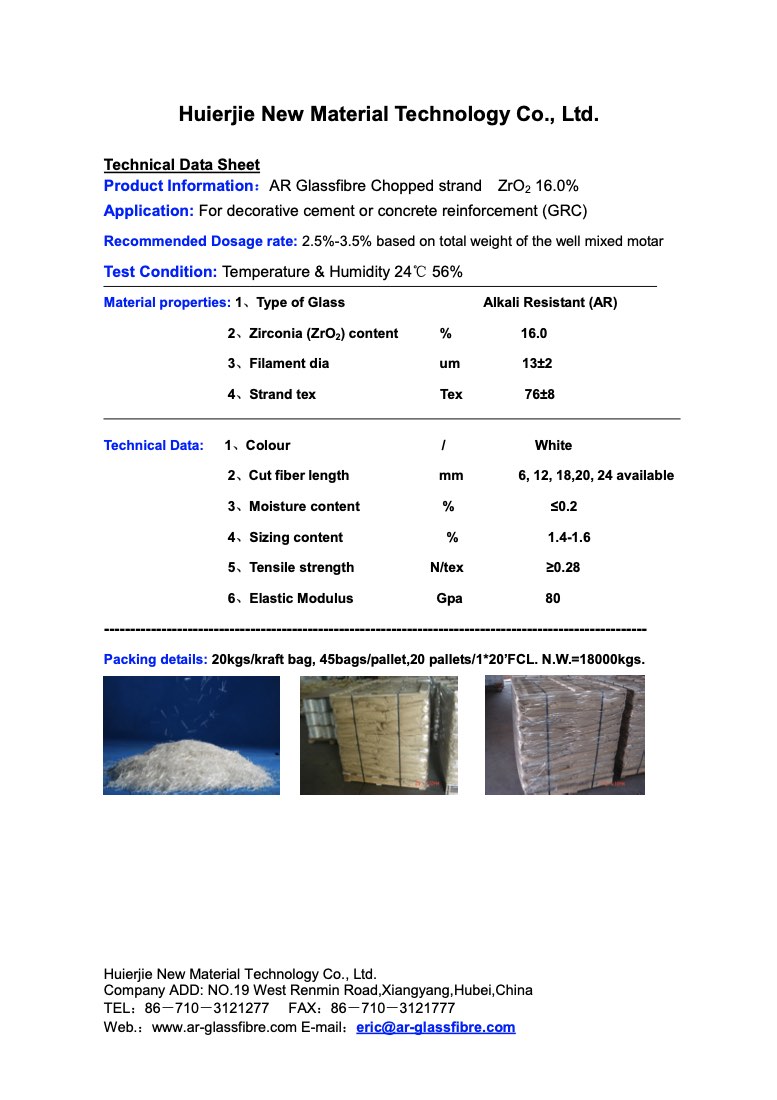 Huierjie New Material Technology Co., Ltd.
Technical Data Sheet
Product Information： AR Glassfibre Chopped strand ZrO₂ 16.0%
Application: For decorative cement or concrete reinforcement (GRC)
Recommended Dosage rate: 2.5%-3.5% based on total weight of the well mixed motar
Test Condition: Temperature & Humidity 24℃ 56%
Material properties: 1、Type of Glass Alkali Resistant (AR)
2、Zirconia (ZrO₂) content % 16.0
3、Filament dia um 13±2
4、Strand tex Tex 76±8
Technical Data: 1、Colour / White
2、Cut fiber length mm 6, 12, 18,20, 24 available
3、Moisture content % ≤0.2
4、Sizing content % 1.4-1.6
5、Tensile strength N/tex ≥0.28
6、Elastic Modulus Gpa 80
Packing details: 20kgs/kraft bag, 45bags/pallet,20 pallets/1*20’FCL. N.W.=18000kgs.
Huierjie New Material Technology Co., Ltd.
Company ADD: NO.19 West Renmin Road,Xiangyang,Hubei,China
TEL：86－710－3121277 FAX：86－710－3121777
Web.：www.ar-glassfibre.com E-mail：eric@ar-glassfibre.com